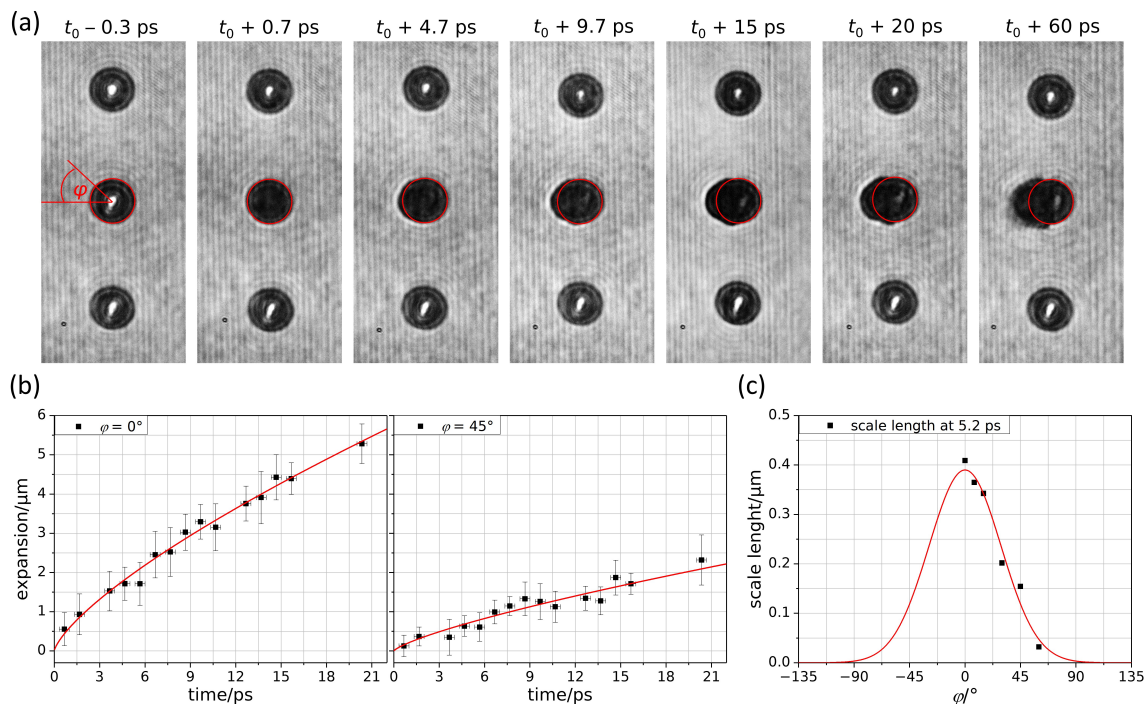 (a)
t₀ – 0.3 ps t₀ + 0.7 ps t₀ + 4.7 ps t₀ + 9.7 ps t₀ + 15 ps t₀ + 20 ps t₀ + 60 ps
φ
(b)
(c)
6
5
4
3
2
1
0
expansion/µm
φ = 0°
0 3 6 9 12 15 18 21
time/ps
φ = 45°
0 3 6 9 12 15 18 21
time/ps
0.5
0.4
0.3
0.2
0.1
0.0
scale lenght/µm
scale length at 5.2 ps
−135 −90 −45 0 45 90 135
φ/°